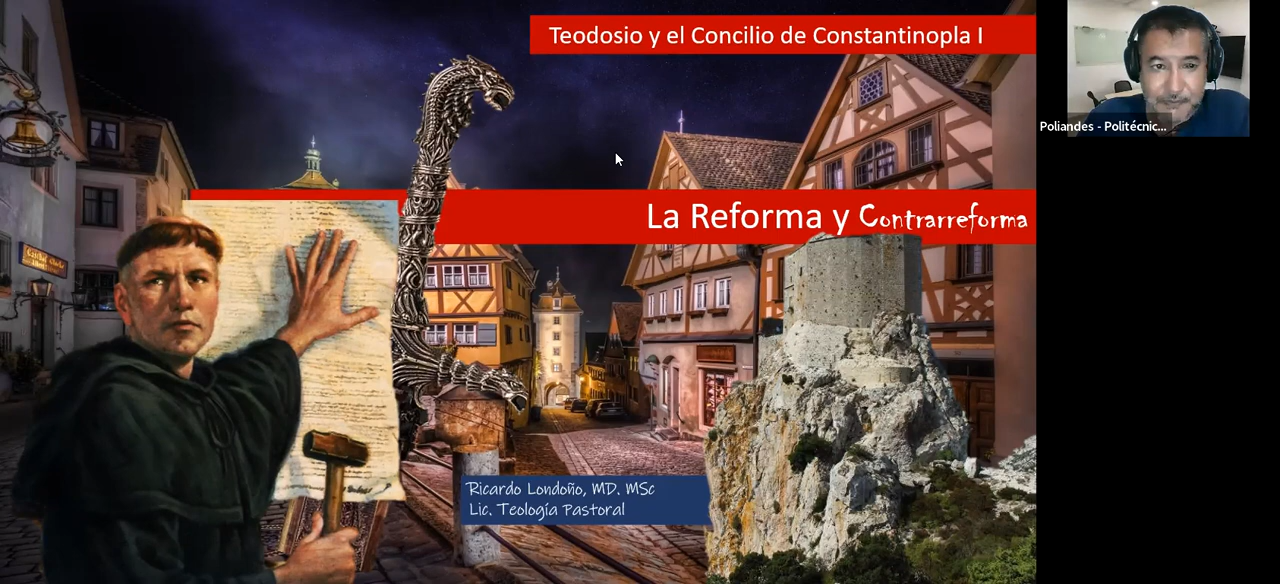 Teodosio y el Concilio de Constantinopla I
Poliandes - Politécnic...
La Reforma y Contrarreforma
Ricardo Londoño, MD. MSc
Lic. Teología Pastoral